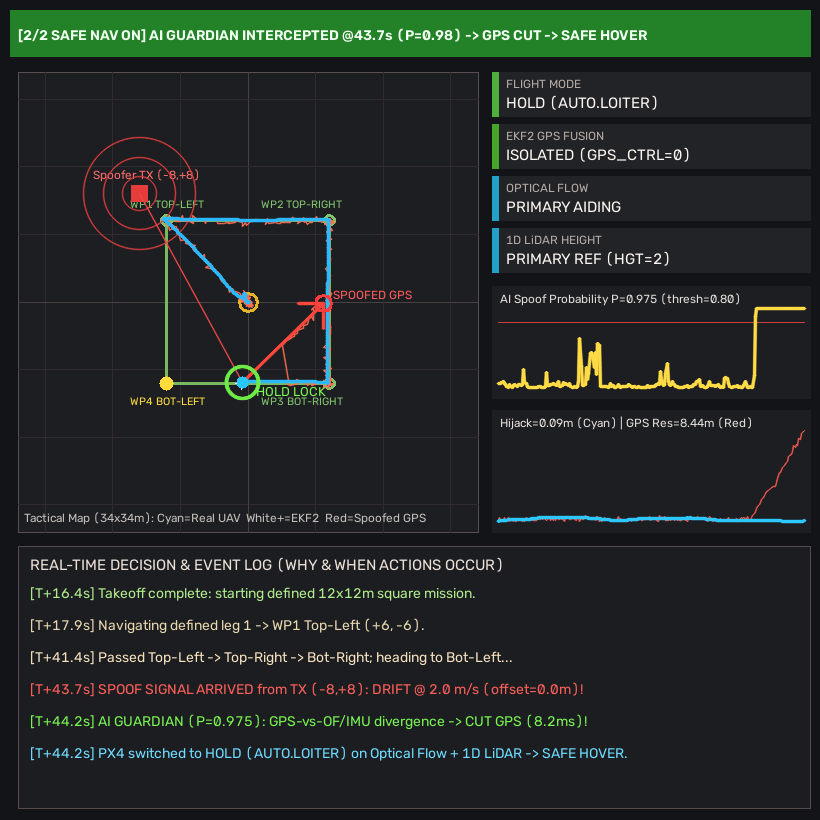 [2/2 SAFE NAV ON] AI GUARDIAN INTERCEPTED @43.7s (P=0.98) -> GPS CUT -> SAFE HOVER
Spoofer TX (-8,+8)
WP1 TOP-LEFT
WP2 TOP-RIGHT
SPOOFED GPS
HOLD LOCK
WP4 BOT-LEFT
WP3 BOT-RIGHT
Tactical Map (34x34m): Cyan=Real UAV White+=EKF2 Red=Spoofed GPS
FLIGHT MODE
HOLD (AUTO.LOITER)
EKF2 GPS FUSION
ISOLATED (GPS_CTRL=0)
OPTICAL FLOW
PRIMARY AIDING
1D LiDAR HEIGHT
PRIMARY REF (HGT=2)
AI Spoof Probability P=0.975 (thresh=0.80)
Hijack=0.09m (Cyan) | GPS Res=8.44m (Red)
REAL-TIME DECISION & EVENT LOG (WHY & WHEN ACTIONS OCCUR)
[T+16.4s] Takeoff complete: starting defined 12x12m square mission.
[T+17.9s] Navigating defined leg 1 -> WP1 Top-Left (+6, -6).
[T+41.4s] Passed Top-Left -> Top-Right -> Bot-Right; heading to Bot-Left...
[T+43.7s] SPOOF SIGNAL ARRIVED from TX (-8,+8): DRIFT @ 2.0 m/s (offset=0.0m)!
[T+44.2s] AI GUARDIAN (P=0.975): GPS-vs-OF/IMU divergence -> CUT GPS (8.2ms)!
[T+44.2s] PX4 switched to HOLD (AUTO.LOITER) on Optical Flow + 1D LiDAR -> SAFE HOVER.